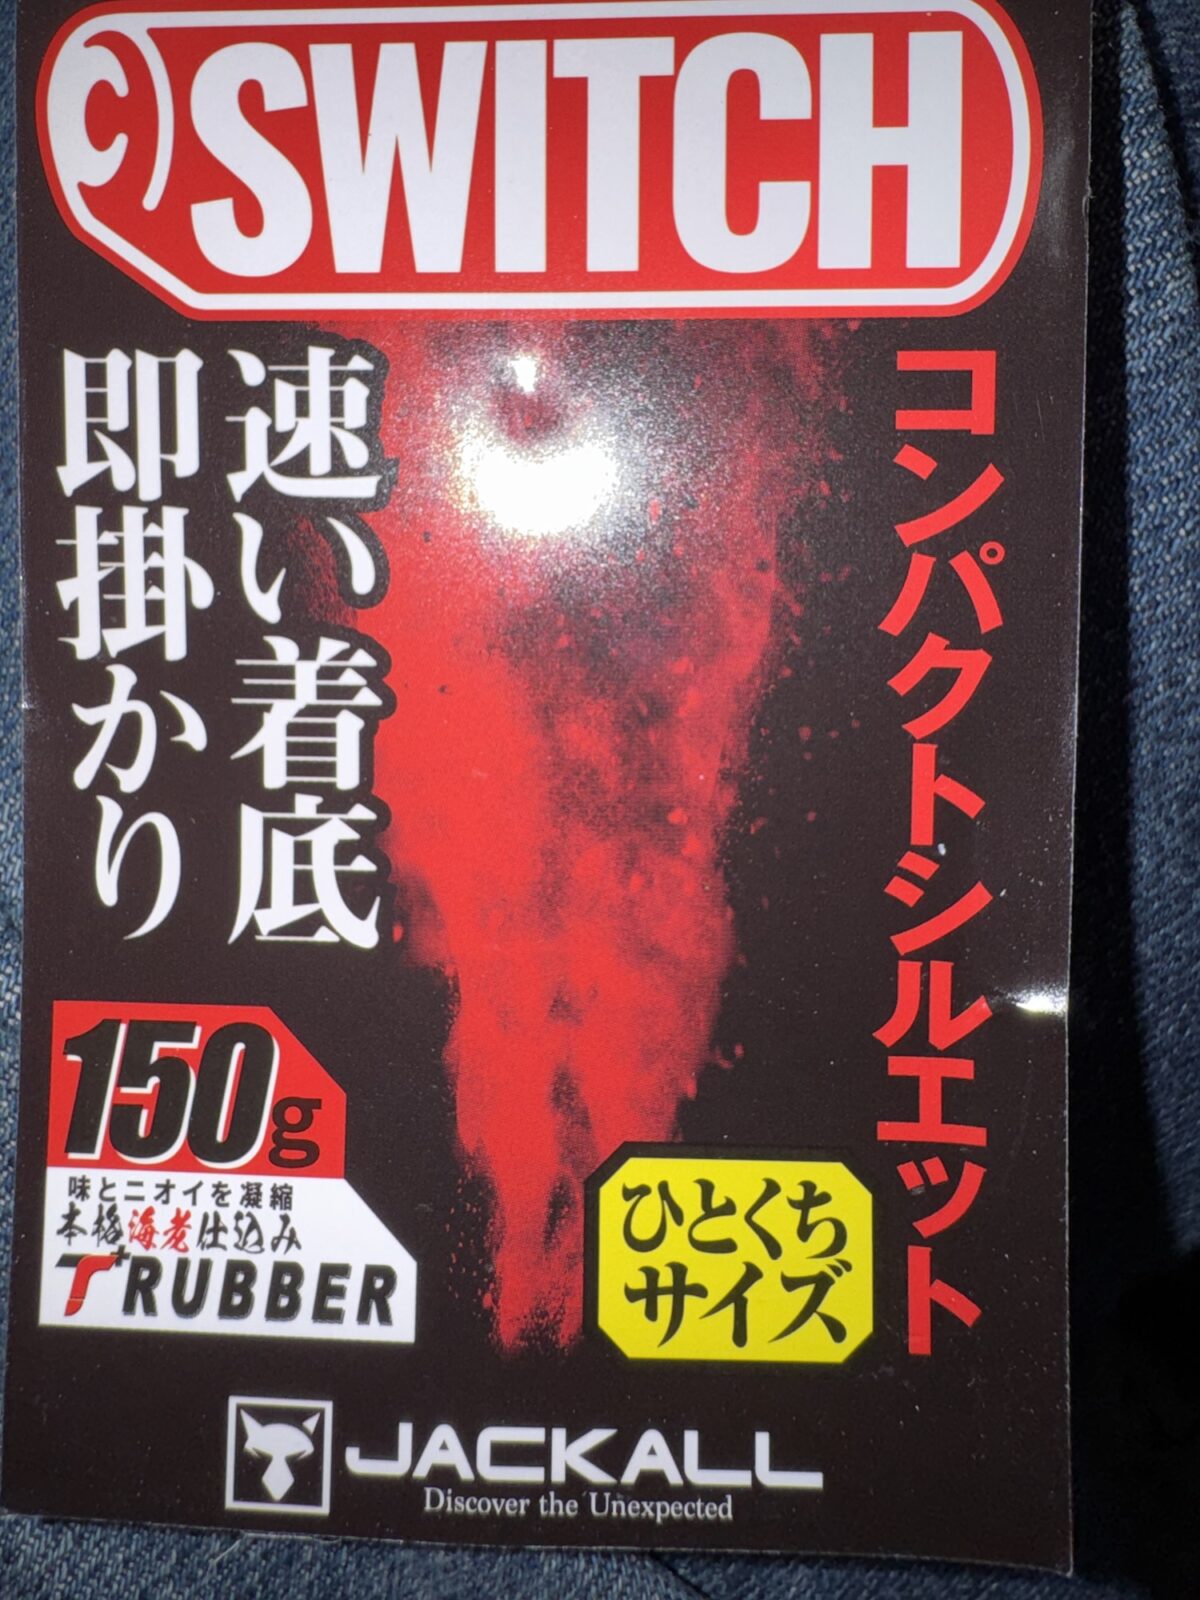 C) SWITCH
コンパクトシルエット
速い着底
即掛かり
150g
味とニオイを凝縮
本格海老仕込み
T+RUBBER
ひとくち
サイズ
JACKALL
Discover the Unexpected